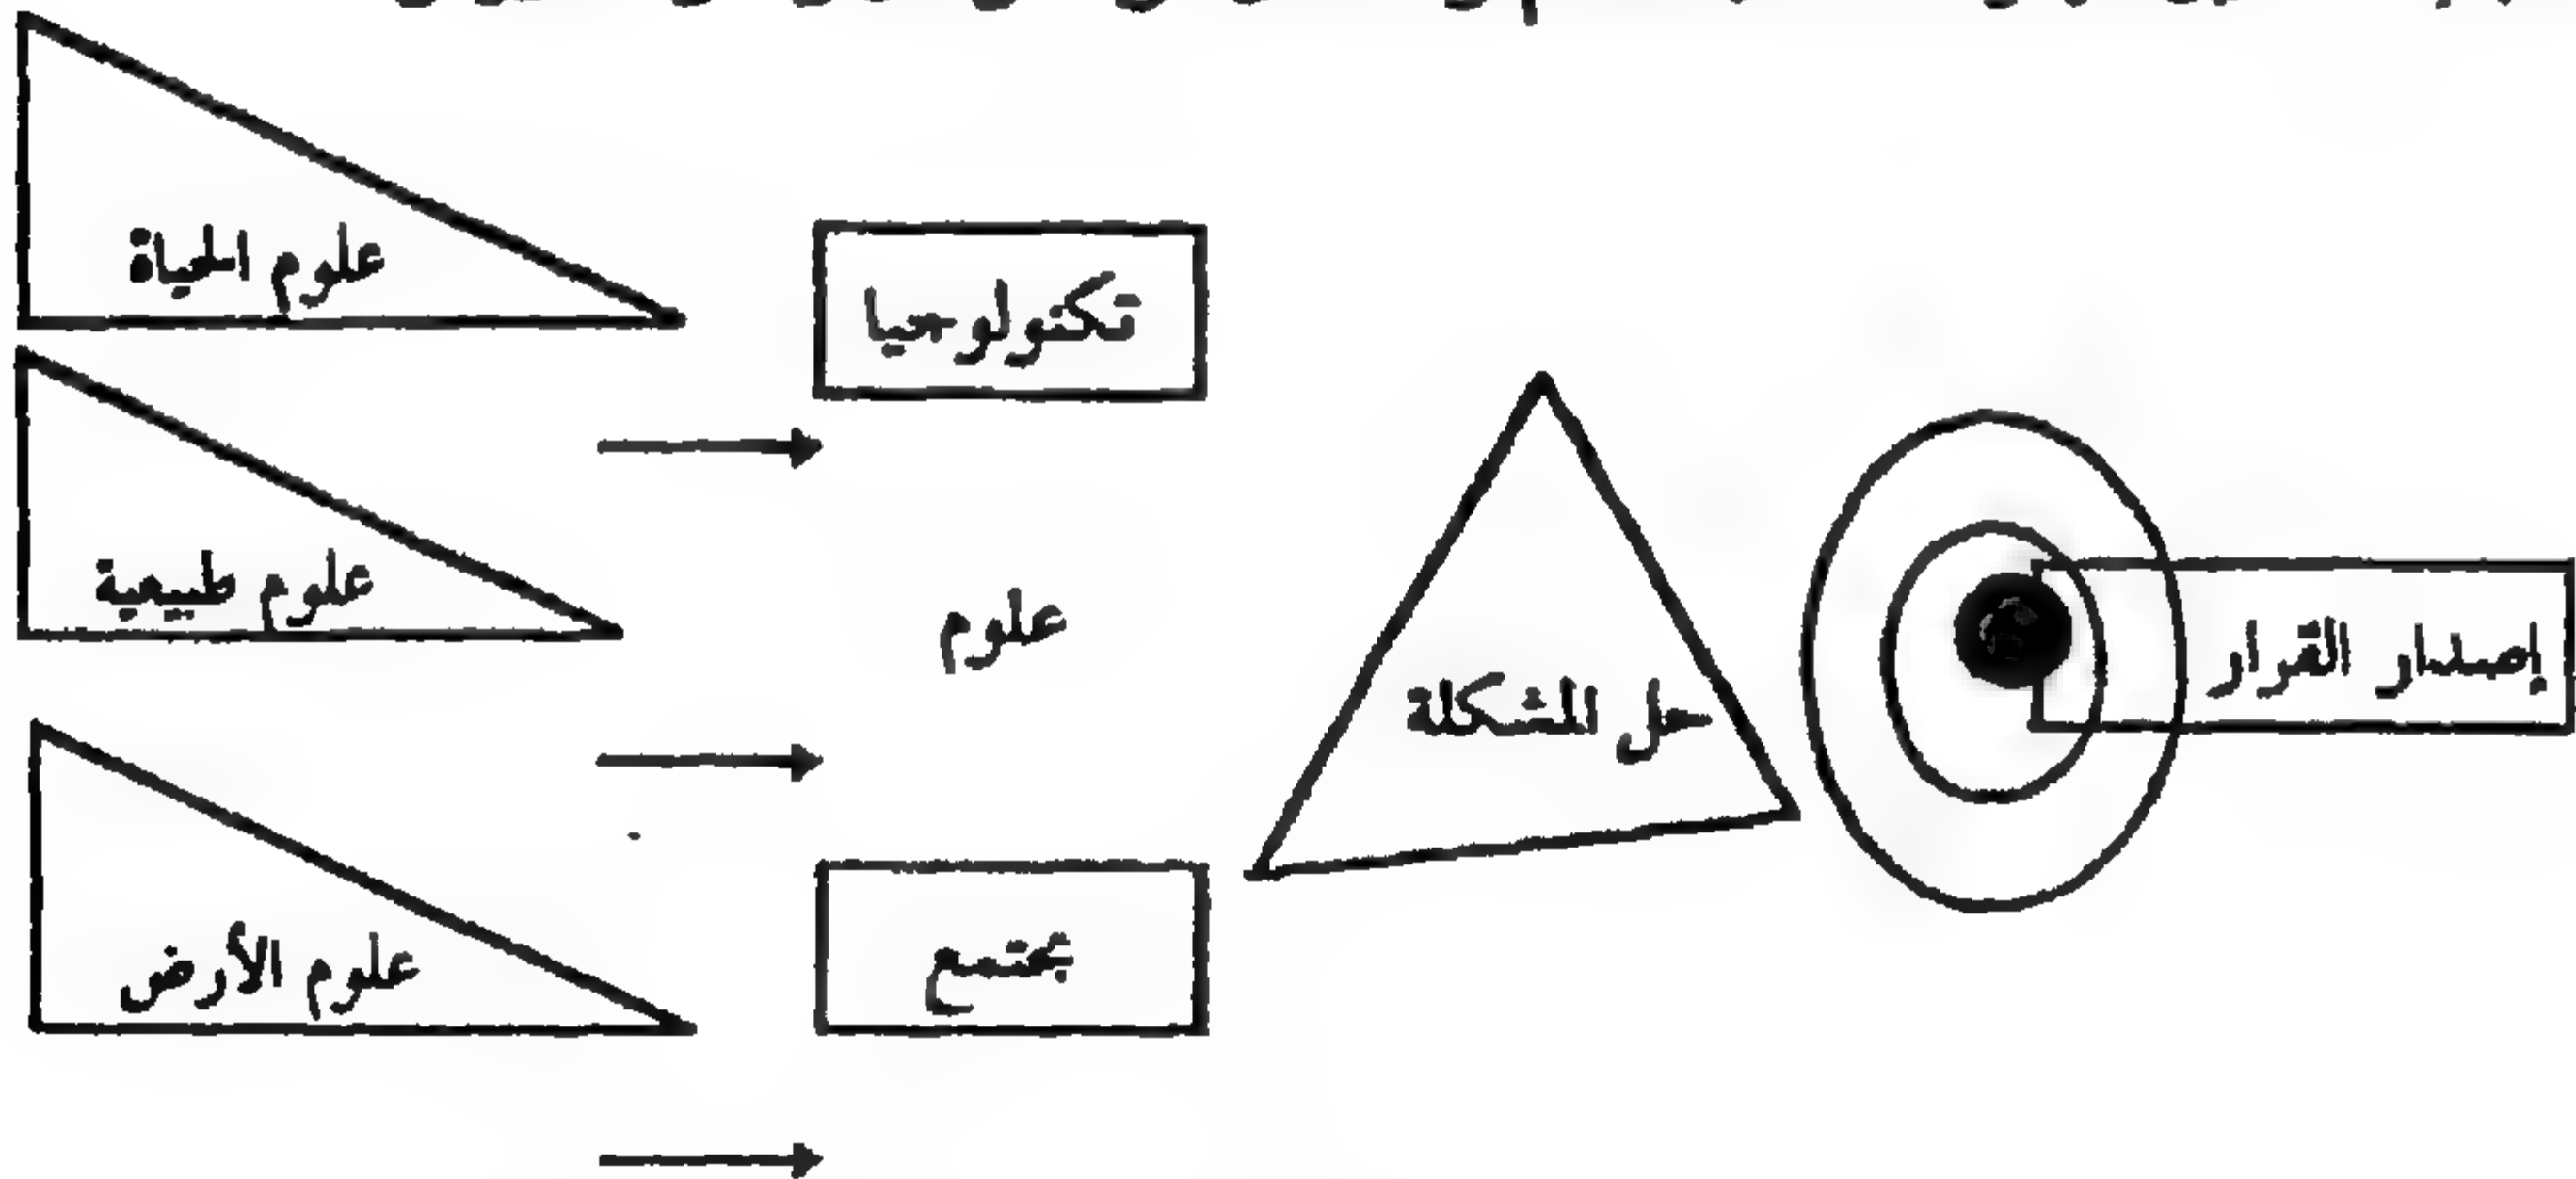 علوم الحياة
تكنولوجيا
علوم طبيعية
علوم
حل المشكلة
إصدار القرار
علوم الأرض
مجتمع